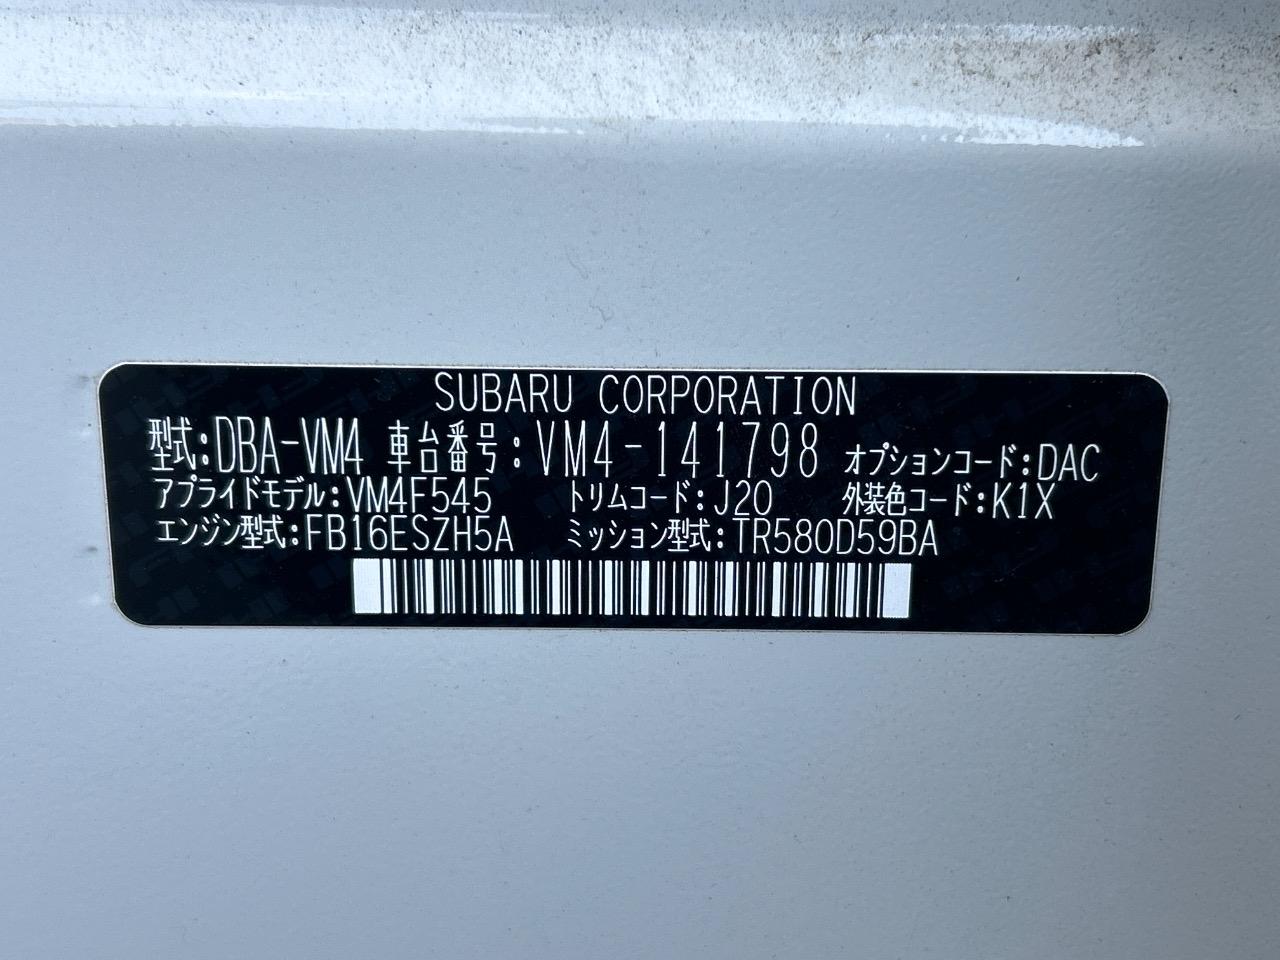 SUBARU CORPORATION
型式:DBA-VM4 車台番号:VM4-141798 オプションコード:DAC
アプライドモデル:VM4F545 トリムコード:J20 外装色コード:K1X
エンジン型式:FB16ESZH5A ミッション型式:TR580D59BA